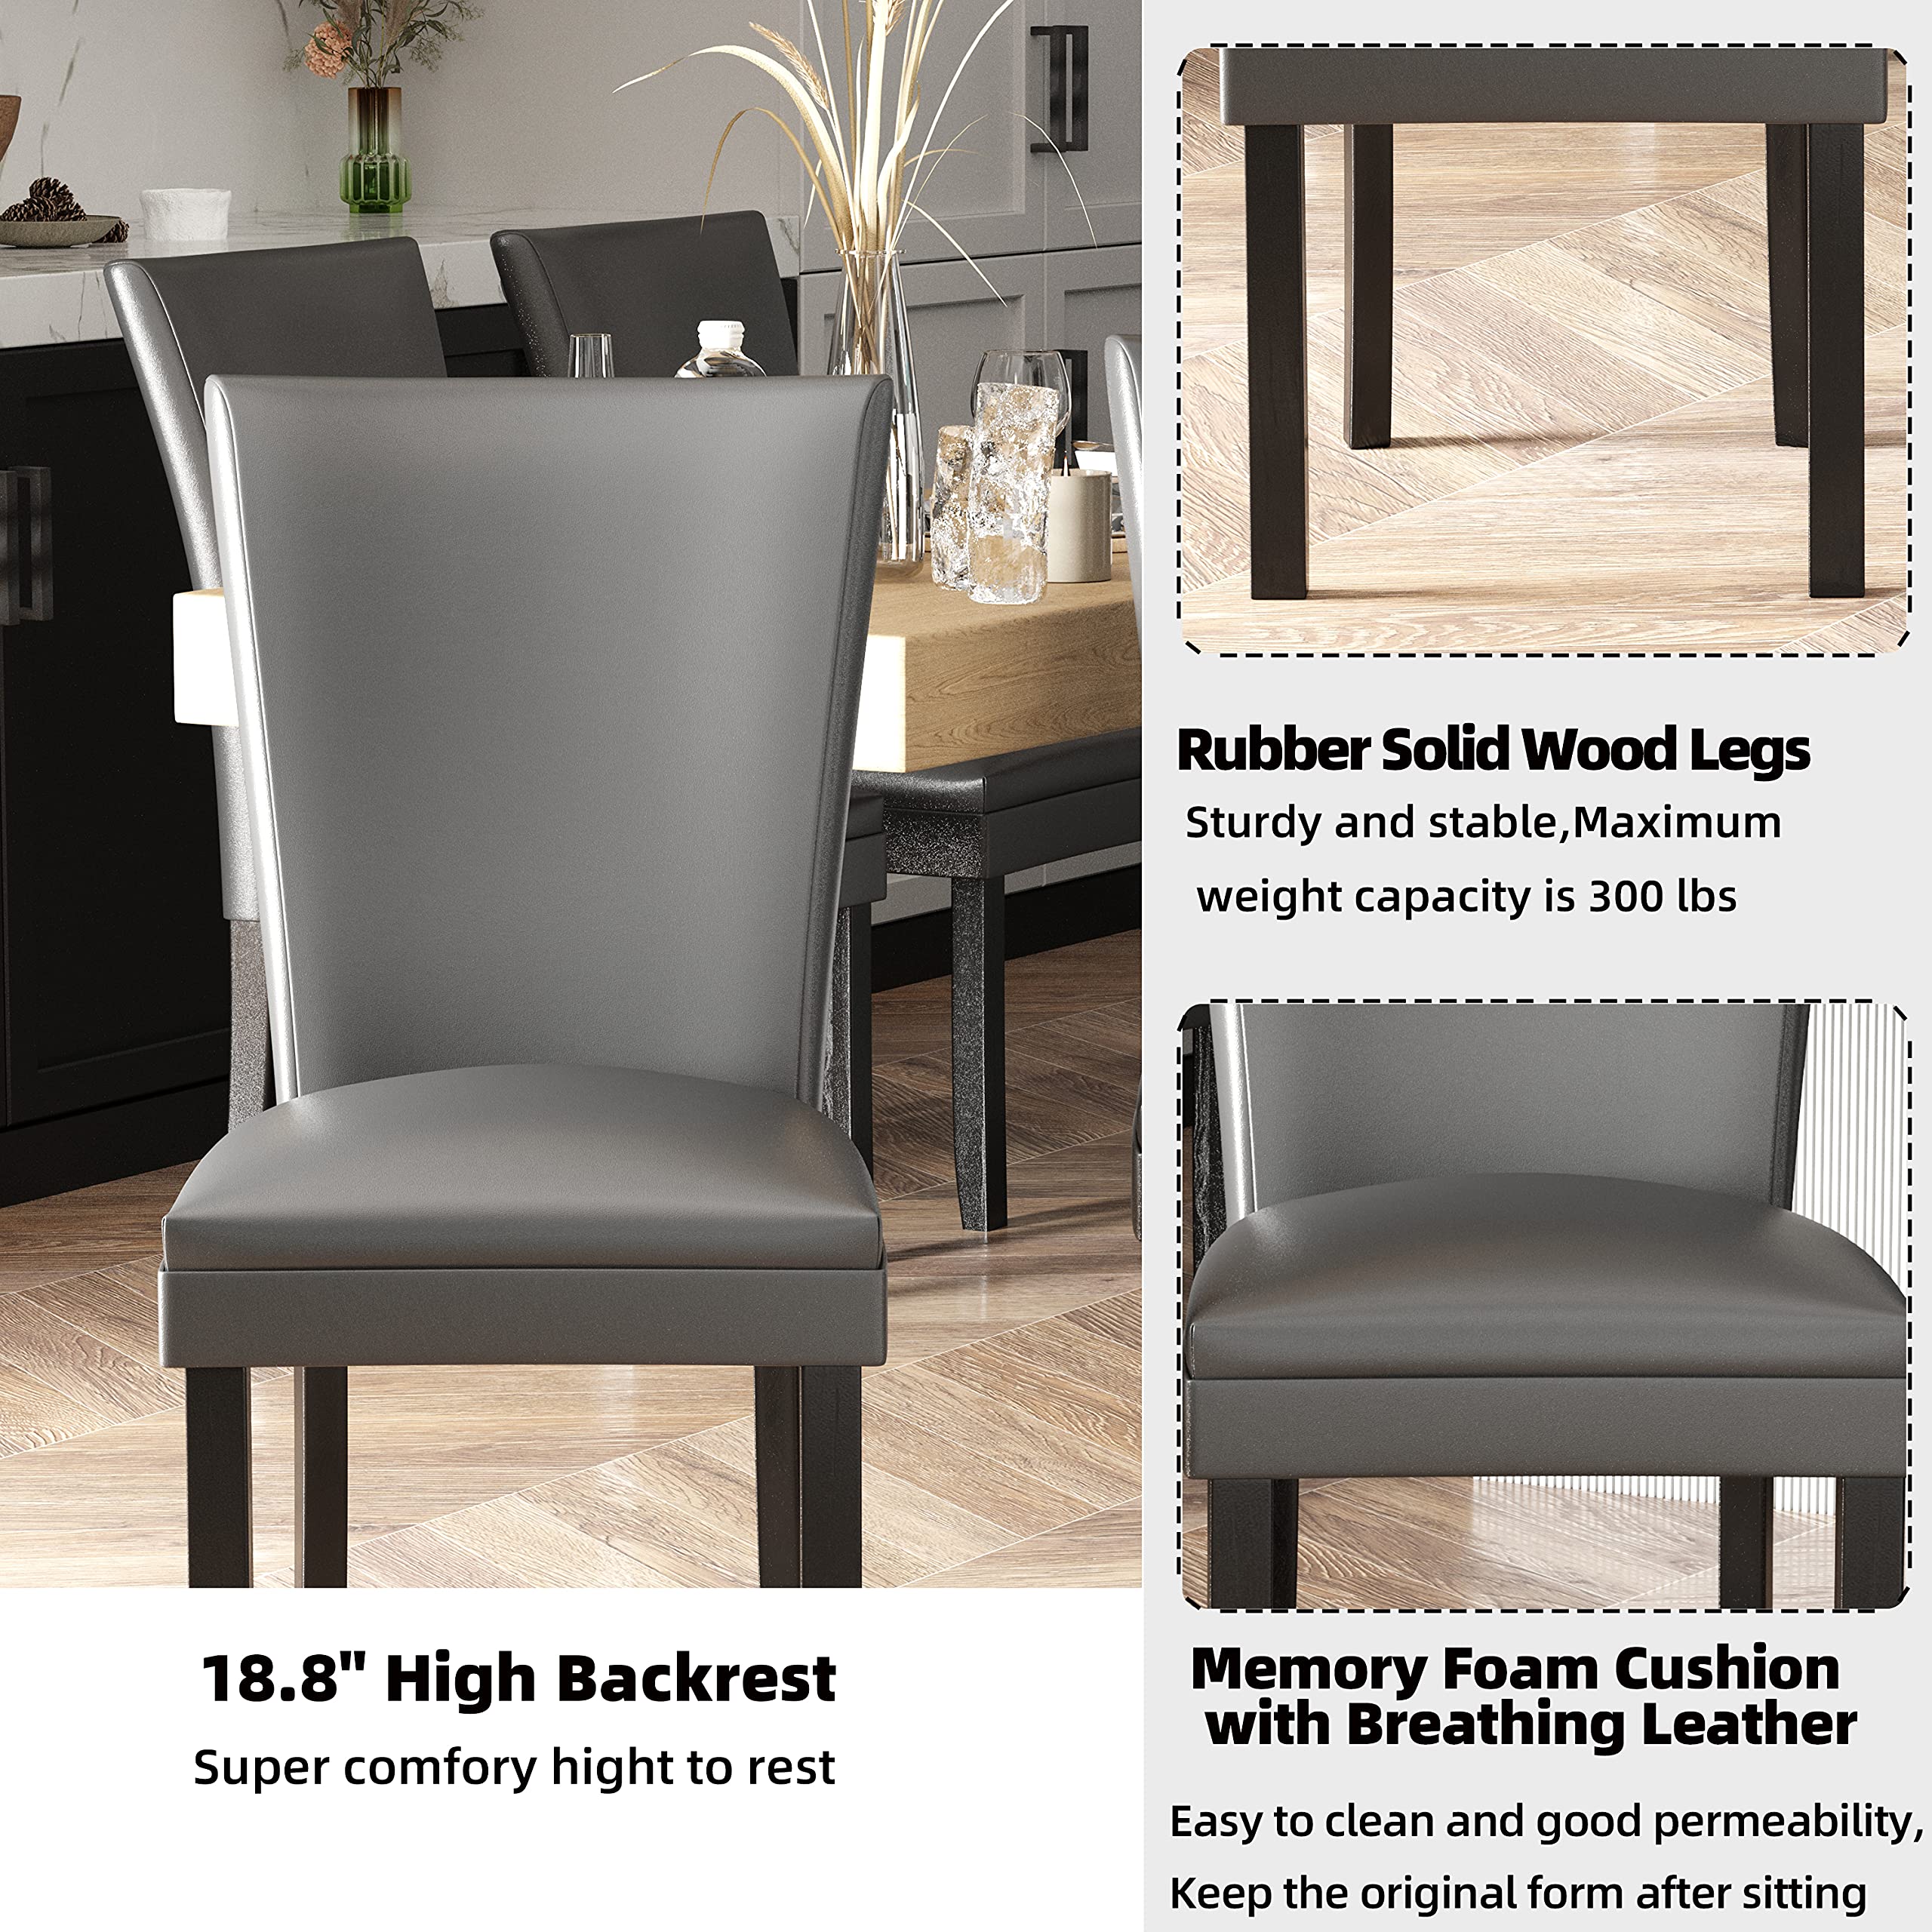 Rubber Solid Wood Legs
Sturdy and stable,Maximum
weight capacity is 300 lbs
18.8" High Backrest
Super comfory hight to rest
Memory Foam Cushion
with Breathing Leather
Easy to clean and good permeability,
Keep the original form after sitting